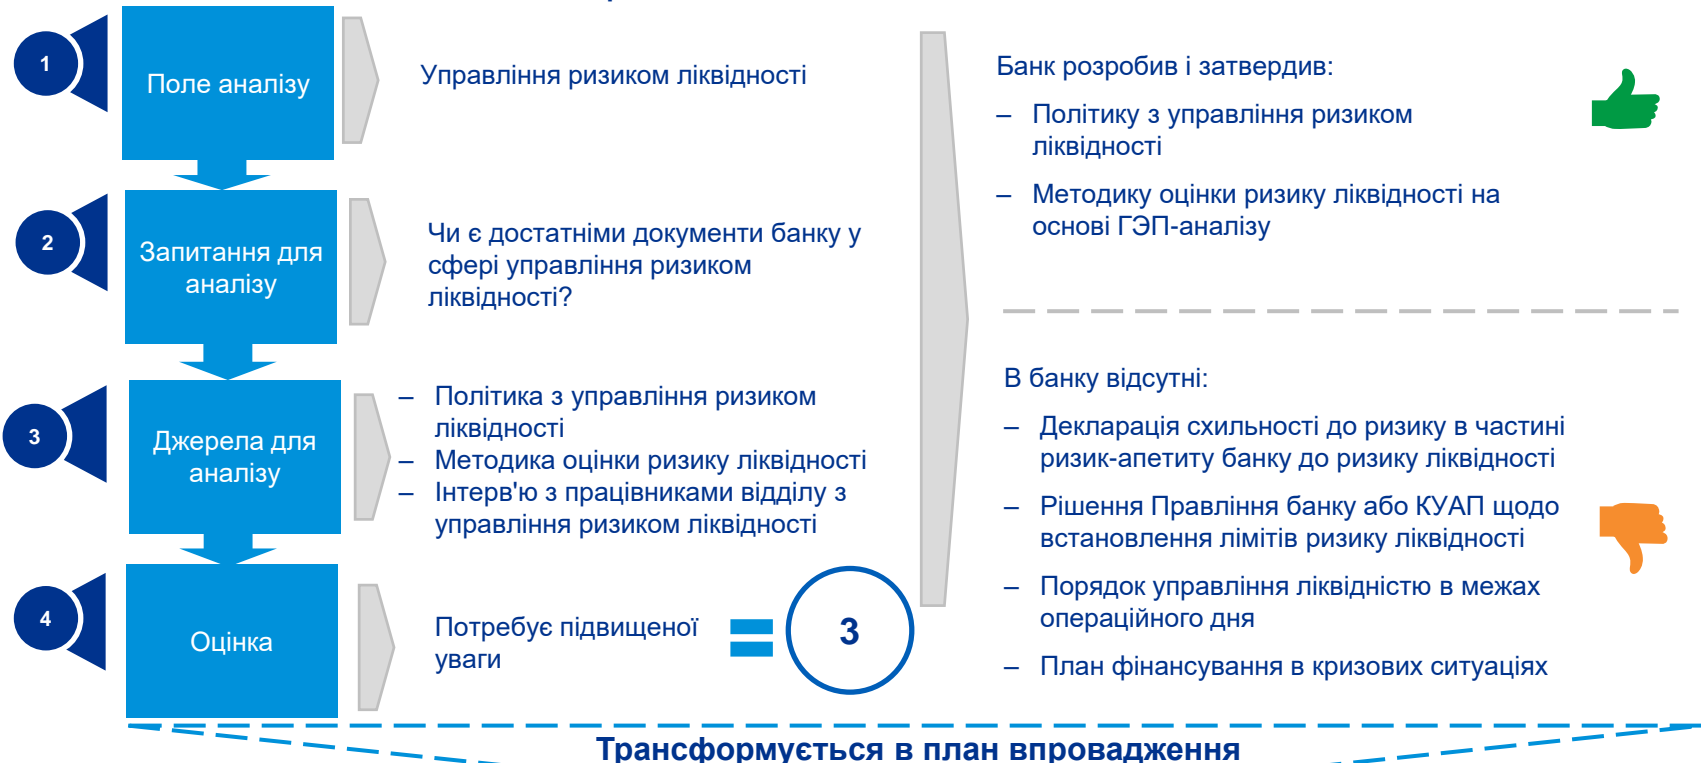 1
Поле аналізу
Управління ризиком ліквідності
2
Запитання для
аналізу
Чи є достатніми документи банку у
сфері управління ризиком
ліквідності?
3
Джерела для
аналізу
– Політика з управління ризиком
ліквідності
– Методика оцінки ризику ліквідності
– Інтерв'ю з працівниками відділу з
управління ризиком ліквідності
4
Оцінка
Потребує підвищеної
уваги
3
Банк розробив і затвердив:
– Політику з управління ризиком
ліквідності
– Методику оцінки ризику ліквідності на
основі ГЭП-аналізу
В банку відсутні:
– Декларація схильності до ризику в частині
ризик-апетиту банку до ризику ліквідності
– Рішення Правління банку або КУАП щодо
встановлення лімітів ризику ліквідності
– Порядок управління ліквідністю в межах
операційного дня
– План фінансування в кризових ситуаціях
Трансформується в план впровадження